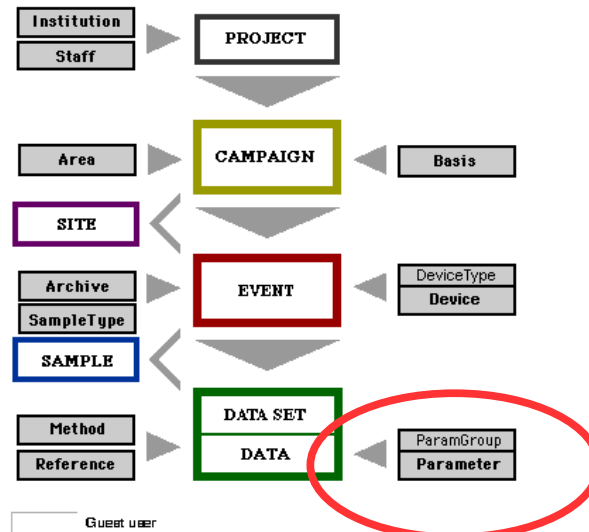 Institution
Staff
PROJECT
Area
CAMPAIGN
Basis
SITE
Archive
SampleType
EVENT
DeviceType
Device
SAMPLE
Method
Reference
DATA SET
DATA
ParamGroup
Parameter
Guest user